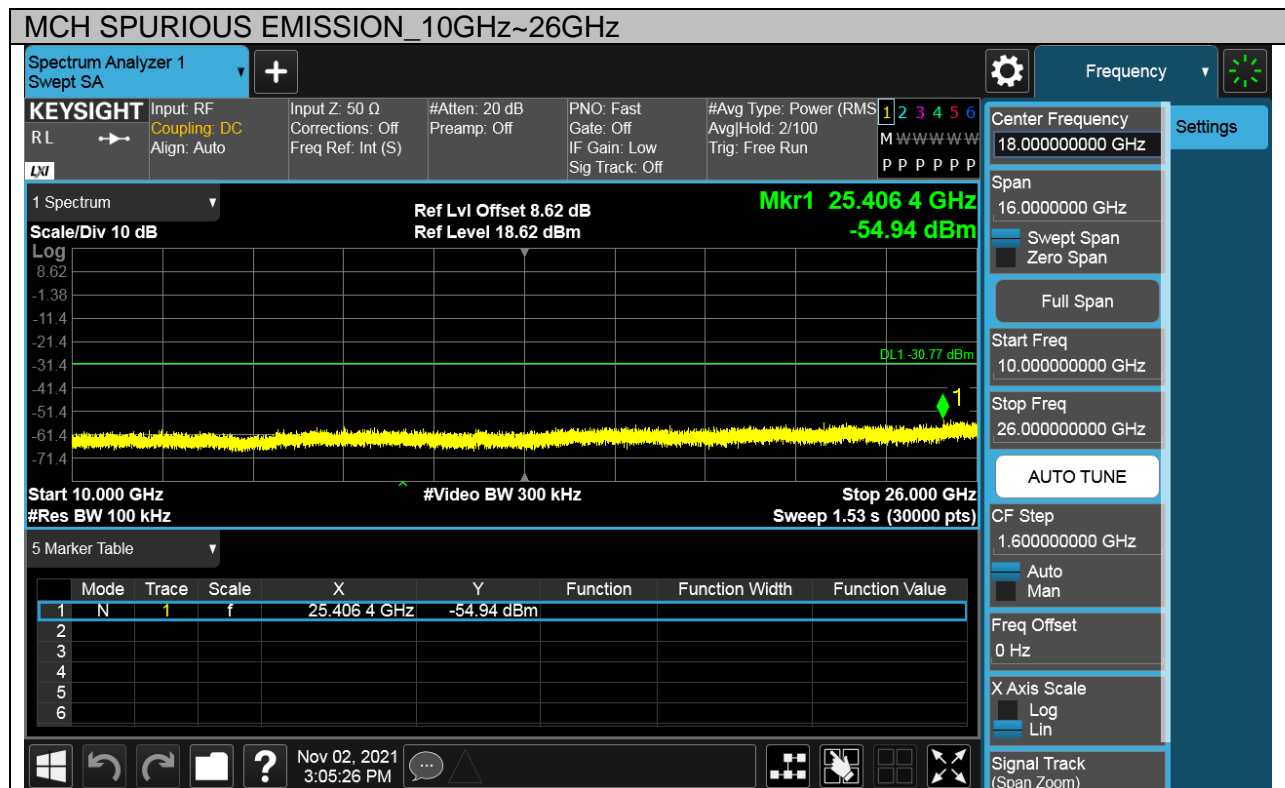 MCH SPURIOUS EMISSION_10GHz~26GHz
Spectrum Analyzer 1
Swept SA
Frequency
KEYSIGHT
RL
LXI
Input: RF
Coupling: DC
Align: Auto
Input Z: 50 Ω
Corrections: Off
Freq Ref: Int (S)
#Atten: 20 dB
Preamp: Off
PNO: Fast
Gate: Off
IF Gain: Low
Sig Track: Off
#Avg Type: Power (RMS
Avg|Hold: 2/100
Trig: Free Run
1 2 3 4 5 6
M W W W W W
P P P P P P
1 Spectrum
Scale/Div 10 dB
Ref Lvl Offset 8.62 dB
Ref Level 18.62 dBm
Mkr1 25.406 4 GHz
-54.94 dBm
Log
8.62
-1.38
-11.4
-21.4
-31.4
-41.4
-51.4
-61.4
-71.4
DL1 -30.77 dBm
1
Start 10.000 GHz
#Video BW 300 kHz
Stop 26.000 GHz
#Res BW 100 kHz
Sweep 1.53 s (30000 pts)
5 Marker Table
Mode Trace Scale X Y Function Function Width Function Value
1 N 1 f 25.406 4 GHz -54.94 dBm
2
3
4
5
6
Nov 02, 2021
3:05:26 PM
Center Frequency
18.000000000 GHz
Settings
Span
16.0000000 GHz
Swept Span
Zero Span
Full Span
Start Freq
10.000000000 GHz
Stop Freq
26.000000000 GHz
AUTO TUNE
CF Step
1.600000000 GHz
Auto
Man
Freq Offset
0 Hz
X Axis Scale
Log
Lin
Signal Track
(Span Zoom)